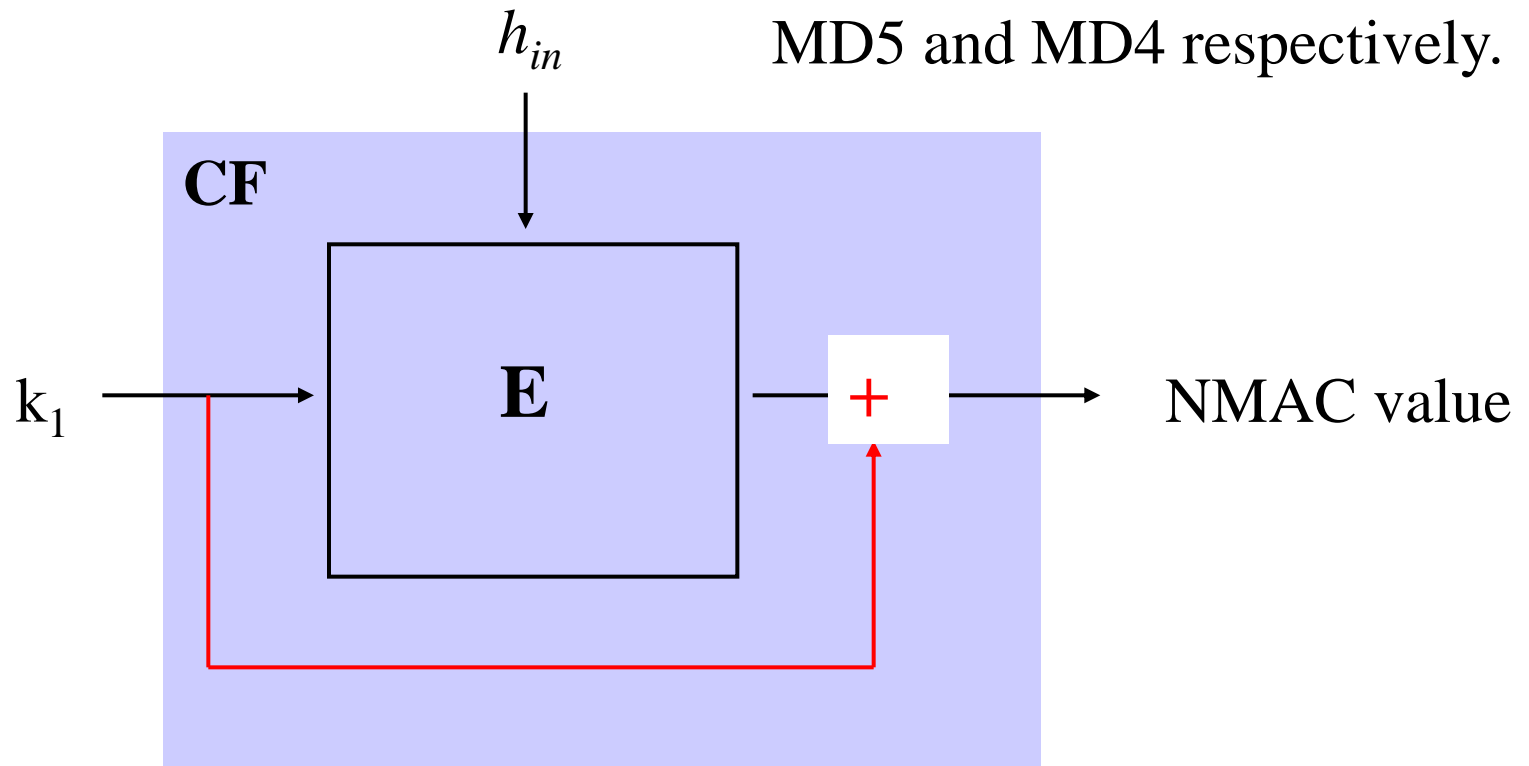 h_in
MD5 and MD4 respectively.
CF
E
+
k₁
NMAC value